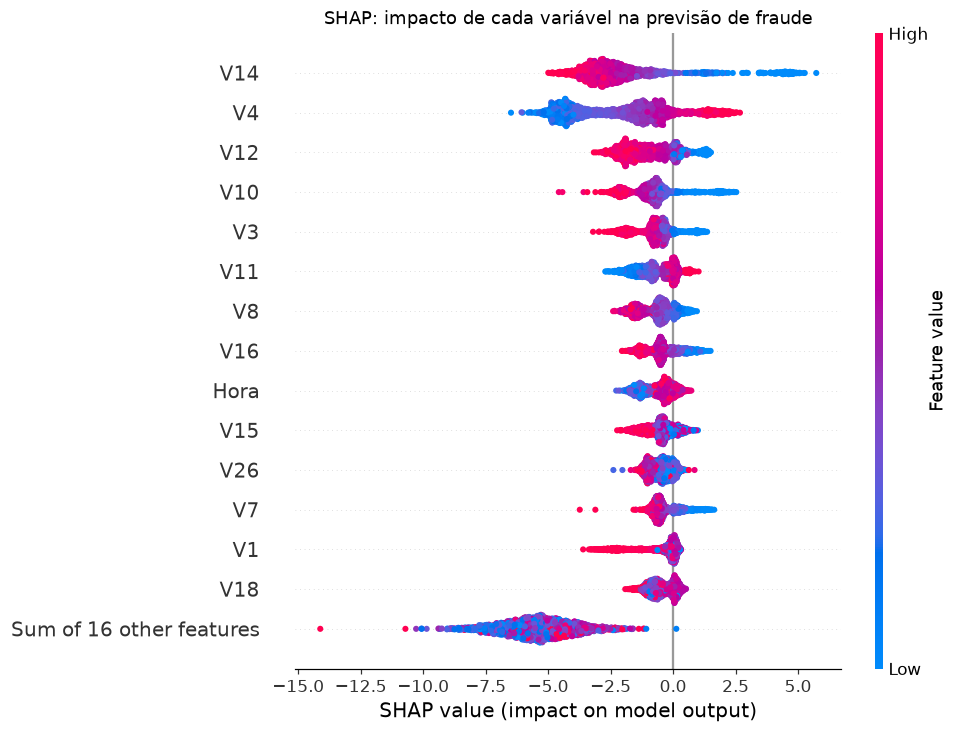 SHAP: impacto de cada variável na previsão de fraude
High
V14
V4
V12
V10
V3
V11
V8
V16
Hora
V15
V26
V7
V1
V18
Sum of 16 other features
Feature value
Low
−15.0 −12.5 −10.0 −7.5 −5.0 −2.5 0.0 2.5 5.0
SHAP value (impact on model output)